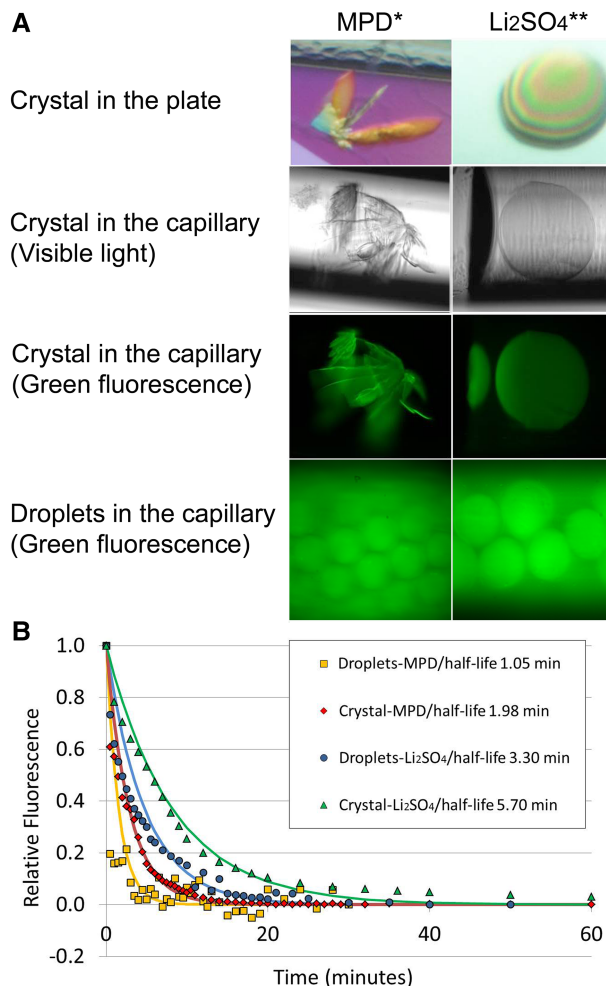 A
MPD*
Li2SO4**
Crystal in the plate
Crystal in the capillary
(Visible light)
Crystal in the capillary
(Green fluorescence)
Droplets in the capillary
(Green fluorescence)
B
1.0
0.8
0.6
0.4
0.2
0.0
-0.2
Relative Fluorescence
Droplets-MPD/half-life 1.05 min
Crystal-MPD/half-life 1.98 min
Droplets-Li2SO4/half-life 3.30 min
Crystal-Li2SO4/half-life 5.70 min
0
20
40
60
Time (minutes)